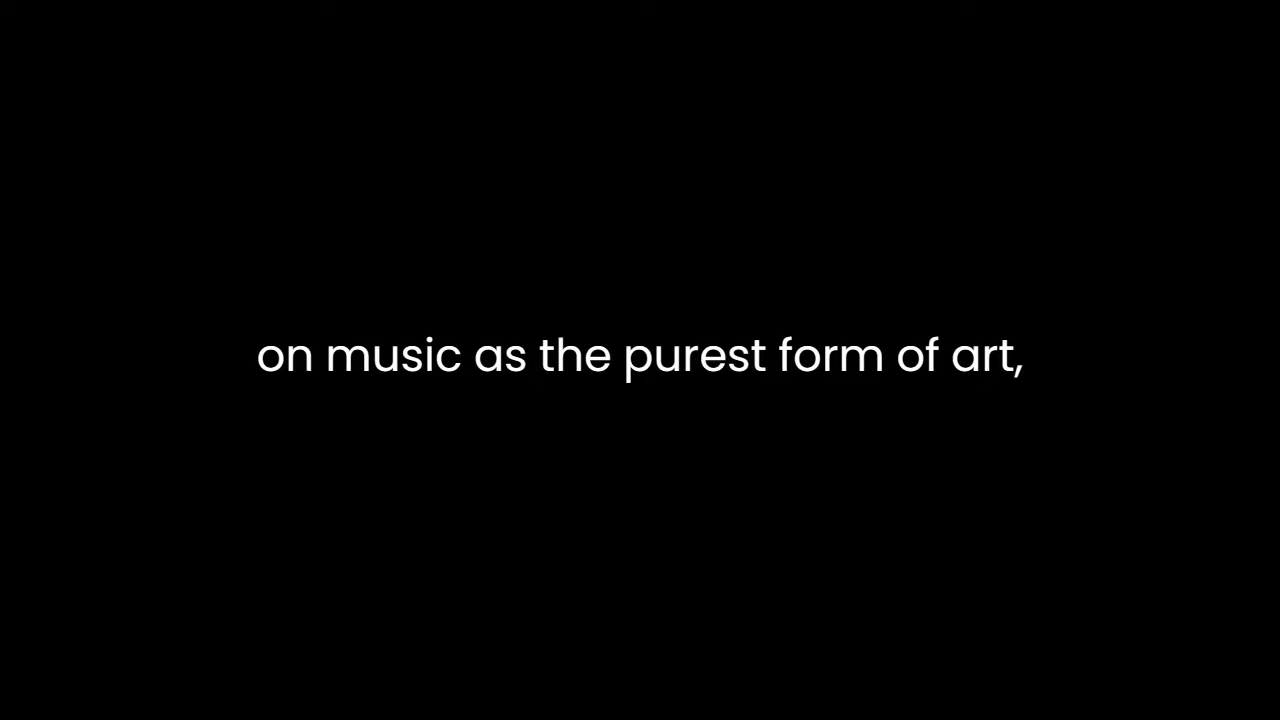 on music as the purest form of art,